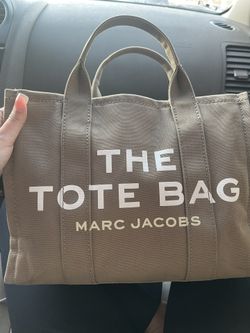 THE
TOTE BAG
MARC JACOBS